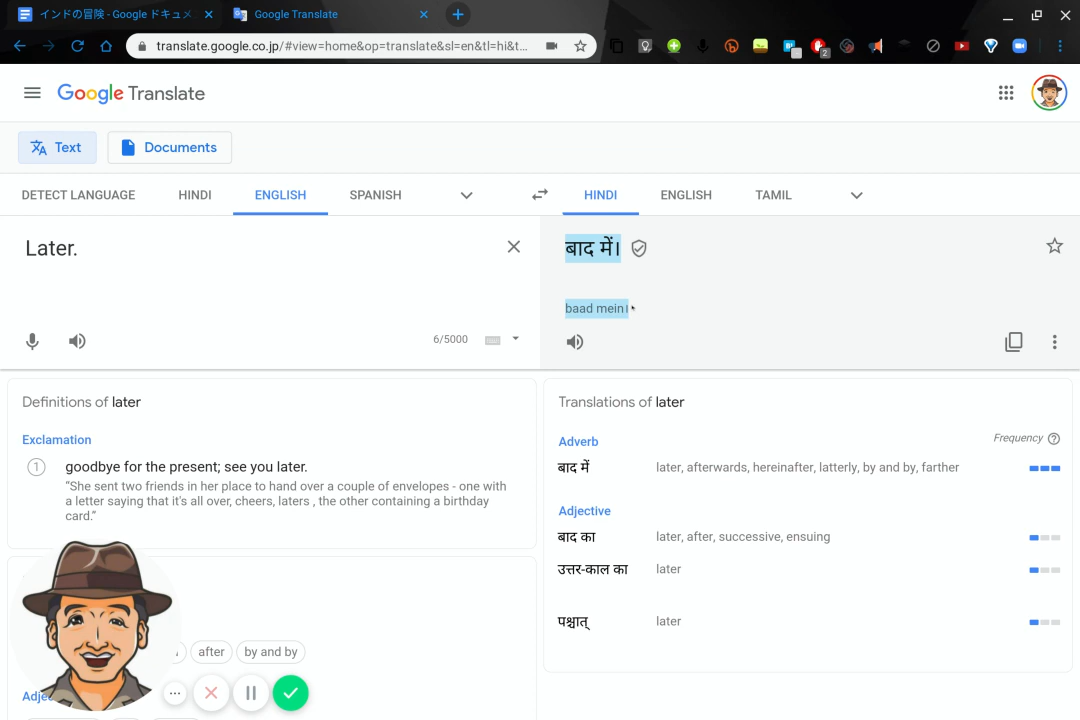 インドの冒険 - Google ドキュメ
Google Translate
translate.google.co.jp/#view=home&op=translate&sl=en&tl=hi&t...
2
Google Translate
Text
Documents
DETECT LANGUAGE
HINDI
ENGLISH
SPANISH
HINDI
ENGLISH
TAMIL
Later.
बाद में।
baad mein।
6/5000
Definitions of later
Exclamation
1
goodbye for the present; see you later.
"She sent two friends in her place to hand over a couple of envelopes - one with
a letter saying that it's all over, cheers, laters , the other containing a birthday
card."
after
by and by
Adje
Translations of later
Frequency
Adverb
बाद में
later, afterwards, hereinafter, latterly, by and by, farther
Adjective
बाद का
later, after, successive, ensuing
उत्तर-काल का
later
पश्चात्
later